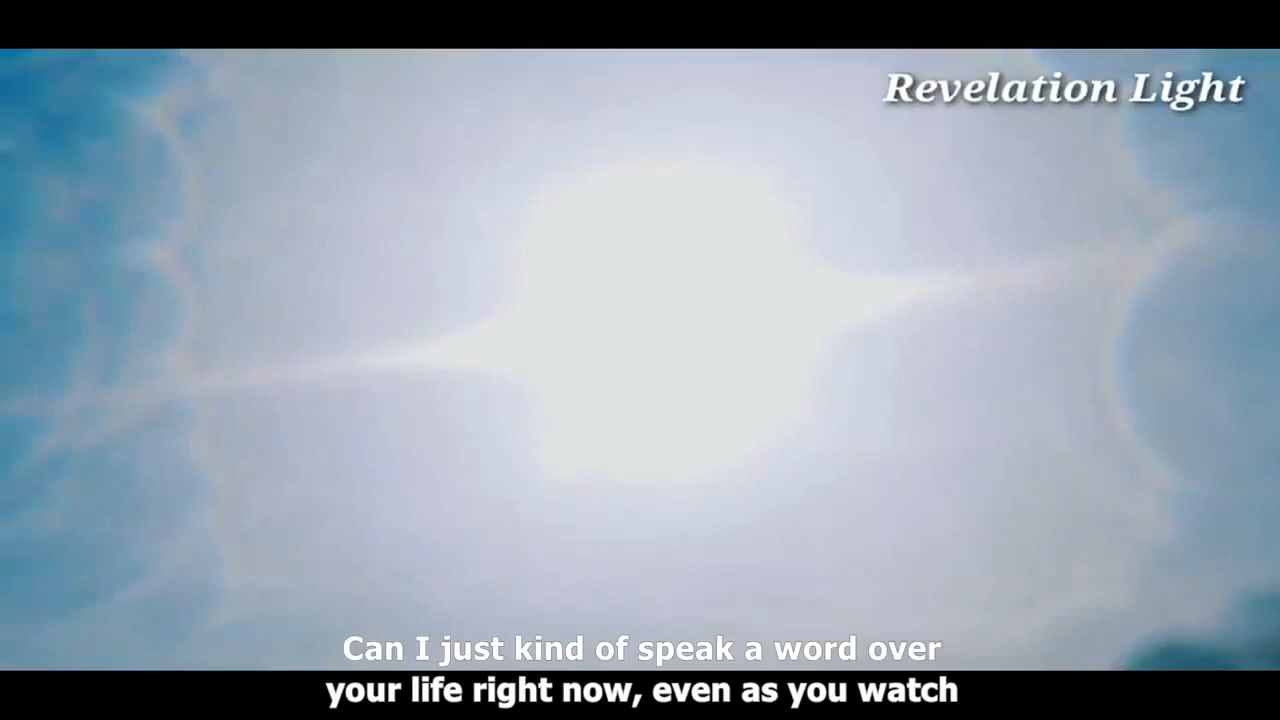 Revelation Light
Can I just kind of speak a word over
your life right now, even as you watch